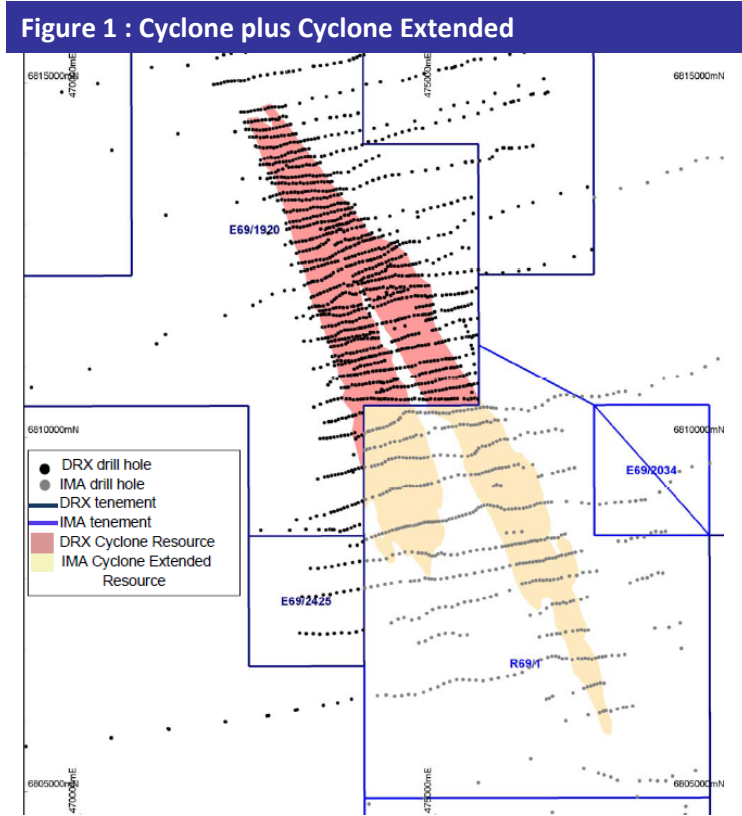 Figure 1 : Cyclone plus Cyclone Extended
6815000mN
470000mE
475000mE
6815000mN
E69/1920
6810000mN
6810000mN
E69/2034
DRX drill hole
IMA drill hole
DRX tenement
IMA tenement
DRX Cyclone Resource
IMA Cyclone Extended
Resource
E69/2425
R69/1
6805000mN
470000mE
475000mE
6805000mN